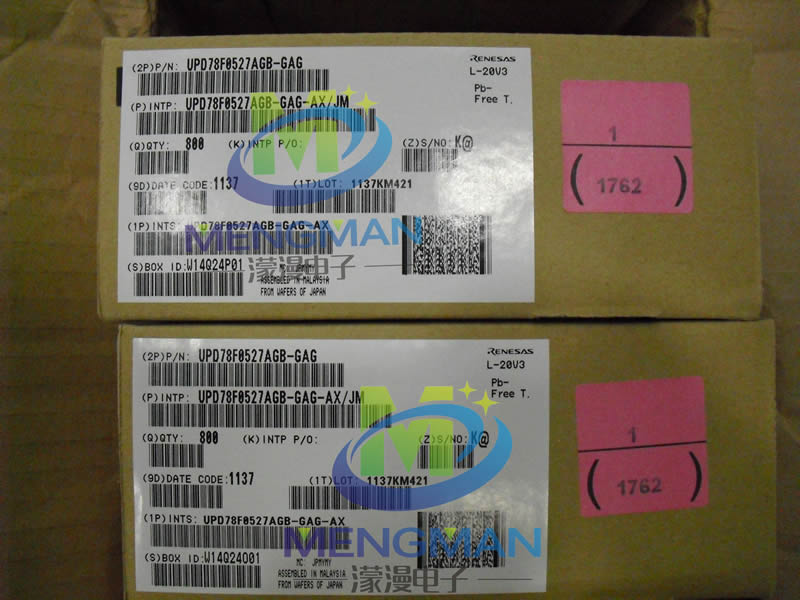 (2P)P/N: UPD78F0527AGB-GAG
RENESAS
L-20V3
(P)INTP: UPD78F0527AGB-GAG-AX/JM
Pb-
Free T.
(Q)QTY: 800 (K)INTP P/O: (Z)S/NO: K@
(9D)DATE CODE: 1137 (1T)LOT: 1137KM421
(1P)INTS: UPD78F0527AGB-GAG-AX
(S)BOX ID: W14Q24P01
ASSEMBLED IN MALAYSIA
FROM WAFERS OF JAPAN
1
(1762)
MENGMAN
濛漫电子
(2P)P/N: UPD78F0527AGB-GAG
RENESAS
L-20V3
(P)INTP: UPD78F0527AGB-GAG-AX/JM
Pb-
Free T.
(Q)QTY: 800 (K)INTP P/O: (Z)S/NO: K@
(9D)DATE CODE: 1137 (1T)LOT: 1137KM421
(1P)INTS: UPD78F0527AGB-GAG-AX
(S)BOX ID: W14Q24O01
MC: JPMYMY
ASSEMBLED IN MALAYSIA
FROM WAFERS OF JAPAN
1
(1762)
MENGMAN
濛漫电子